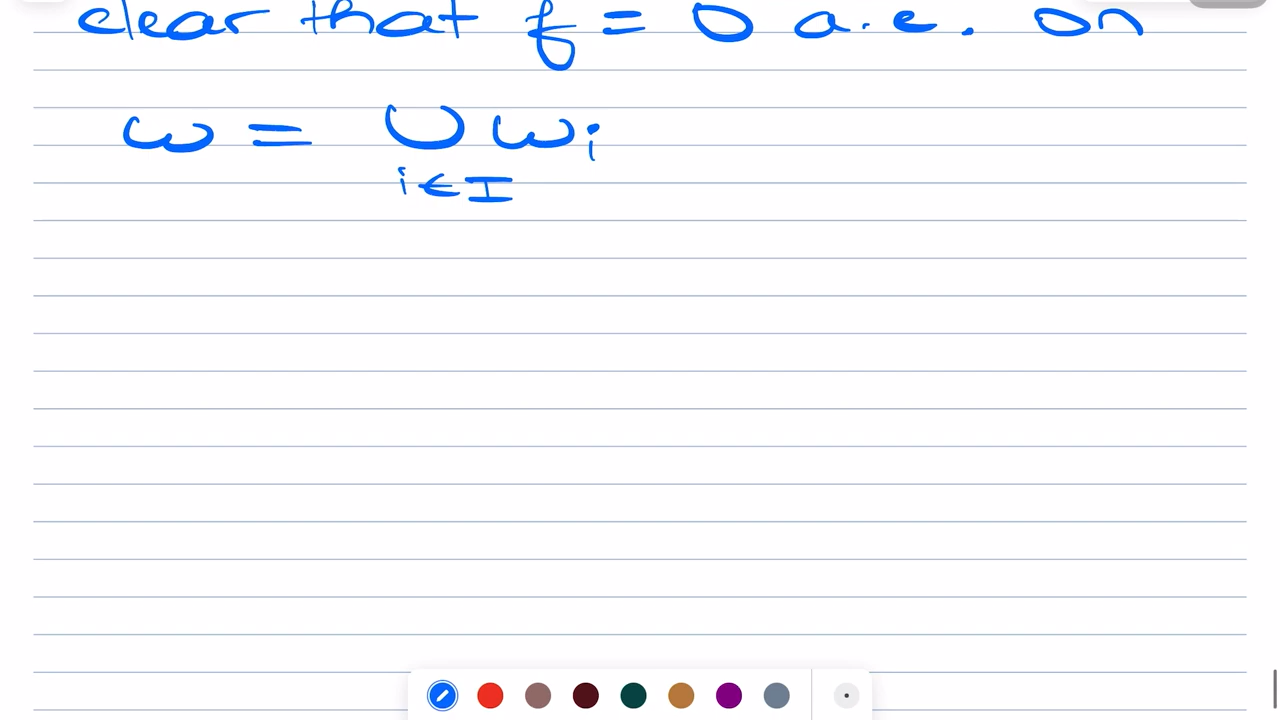 clear that f = 0 a.e. on
ω = ∪ ωi
i ∈ I